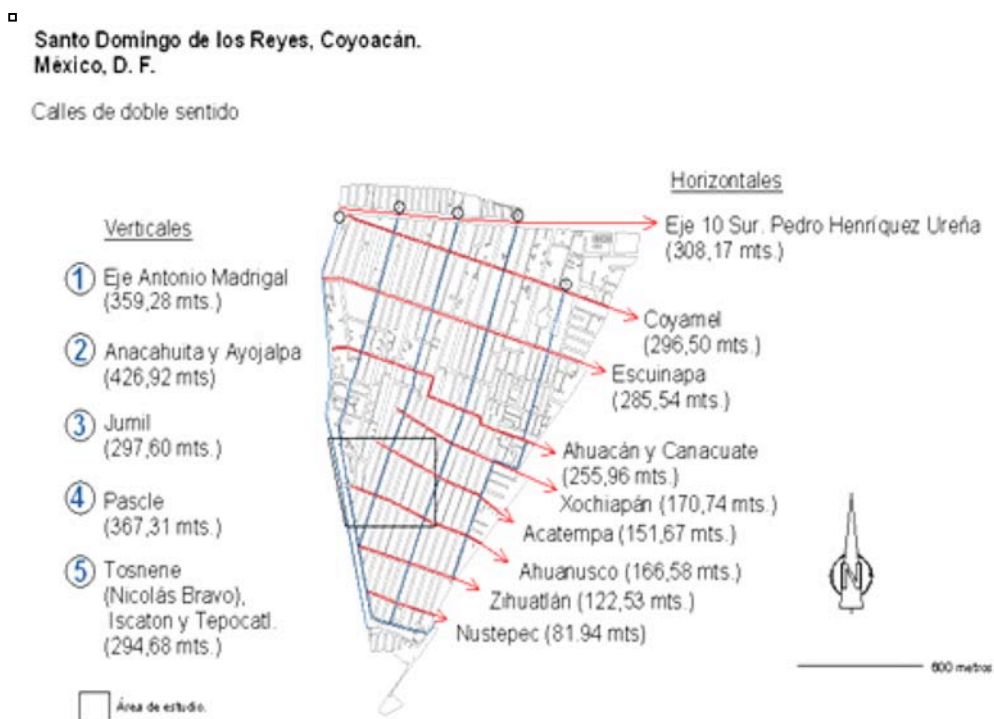 Santo Domingo de los Reyes, Coyoacán.
México, D. F.
Calles de doble sentido
Verticales
1 Eje Antonio Madrigal
(359,28 mts.)
2 Anacahuita y Ayojalpa
(426,92 mts)
3 Jumil
(297,60 mts.)
4 Pascle
(367,31 mts.)
5 Tosnene
(Nicolás Bravo),
Iscaton y Tepocatl.
(294,68 mts.)
Área de estudio.
Horizontales
Eje 10 Sur. Pedro Henríquez Ureña
(308,17 mts.)
Coyamel
(296,50 mts.)
Escuinapa
(285,54 mts.)
Ahuacán y Canacuate
(255,96 mts.)
Xochiapán (170,74 mts.)
Acatempa (151,67 mts.)
Ahuanusco (166,58 mts.)
Zihuatlán (122,53 mts.)
Nustepec (81.94 mts)
N
600 metros